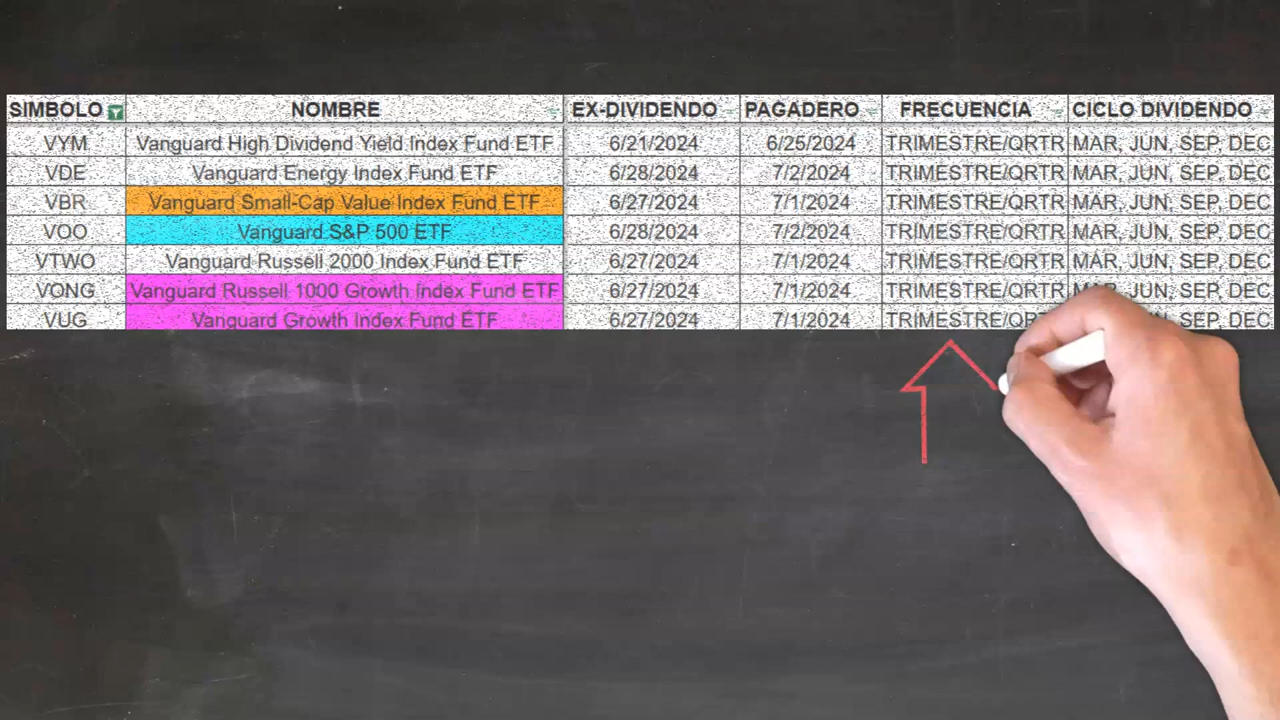 SIMBOLO NOMBRE EX-DIVIDENDO PAGADERO FRECUENCIA CICLO DIVIDENDO
VYM Vanguard High Dividend Yield Index Fund ETF 6/21/2024 6/25/2024 TRIMESTRE/QRTR MAR, JUN, SEP, DEC
VDE Vanguard Energy Index Fund ETF 6/28/2024 7/2/2024 TRIMESTRE/QRTR MAR, JUN, SEP, DEC
VBR Vanguard Small-Cap Value Index Fund ETF 6/27/2024 7/1/2024 TRIMESTRE/QRTR MAR, JUN, SEP, DEC
VOO Vanguard S&P 500 ETF 6/28/2024 7/2/2024 TRIMESTRE/QRTR MAR, JUN, SEP, DEC
VTWO Vanguard Russell 2000 Index Fund ETF 6/27/2024 7/1/2024 TRIMESTRE/QRTR MAR, JUN, SEP, DEC
VONG Vanguard Russell 1000 Growth Index Fund ETF 6/27/2024 7/1/2024 TRIMESTRE/QRTR MAR, JUN, SEP, DEC
VUG Vanguard Growth Index Fund ETF 6/27/2024 7/1/2024 SEP, DEC